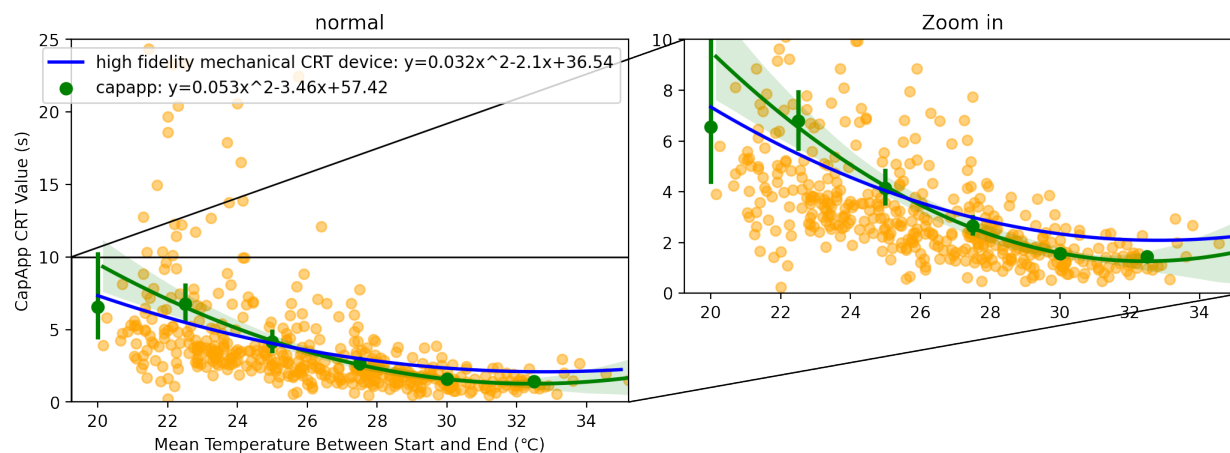 normal
Zoom in
high fidelity mechanical CRT device: y=0.032x^2-2.1x+36.54
capapp: y=0.053x^2-3.46x+57.42
CapApp CRT Value (s)
25
20
15
10
5
0
20 22 24 26 28 30 32 34
Mean Temperature Between Start and End (℃)
10
8
6
4
2
0
20 22 24 26 28 30 32 34